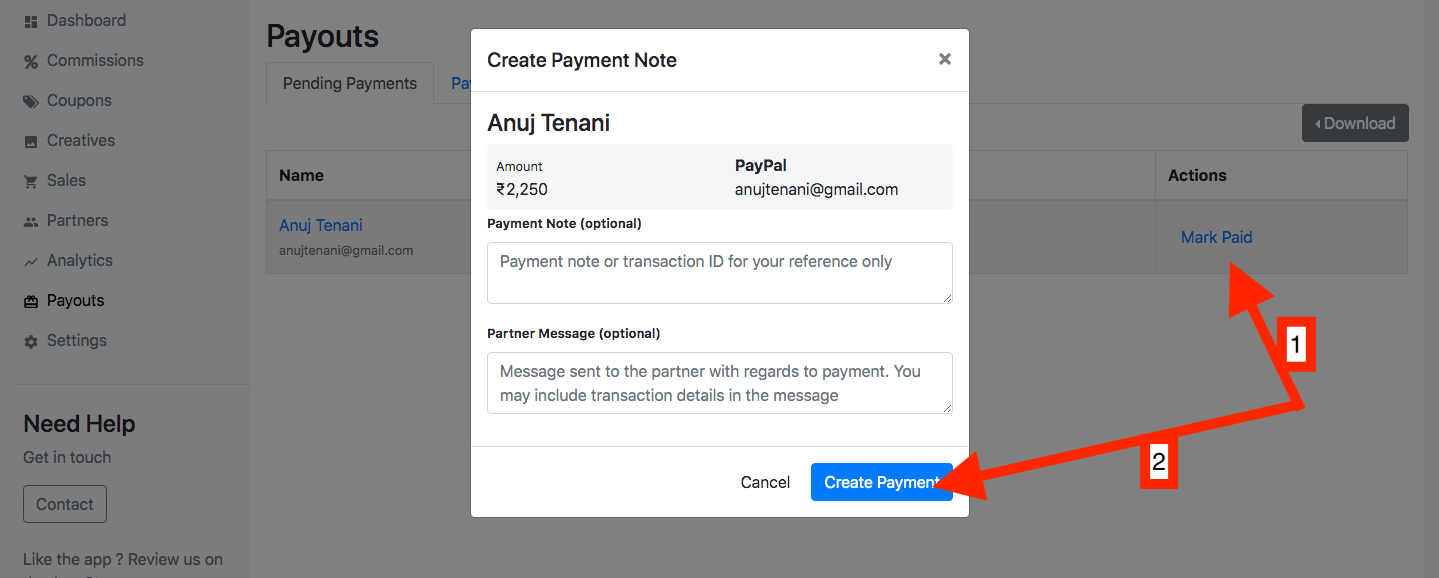 Dashboard
Commissions
Coupons
Creatives
Sales
Partners
Analytics
Payouts
Settings
Need Help
Get in touch
Contact
Like the app ? Review us on
Payouts
Pending Payments
Download
Name
Actions
Anuj Tenani
anujtenani@gmail.com
Mark Paid
Create Payment Note
×
Anuj Tenani
Amount
₹2,250
PayPal
anujtenani@gmail.com
Payment Note (optional)
Payment note or transaction ID for your reference only
Partner Message (optional)
Message sent to the partner with regards to payment. You
may include transaction details in the message
Cancel
Create Payment
1
2